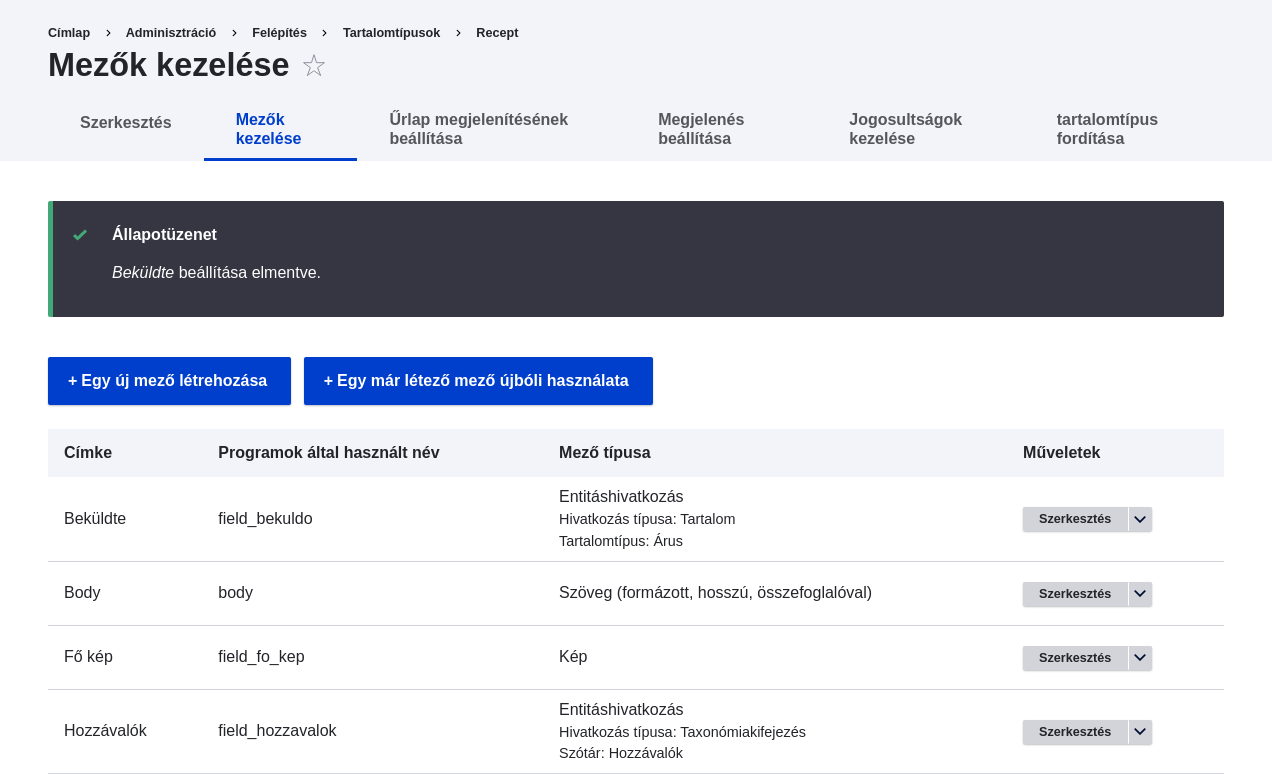 Címlap › Adminisztráció › Felépítés › Tartalomtípusok › Recept
Mezők kezelése ☆
Szerkesztés
Mezők
kezelése
Űrlap megjelenítésének
beállítása
Megjelenés
beállítása
Jogosultságok
kezelése
tartalomtípus
fordítása
Állapotüzenet
Beküldte beállítása elmentve.
+ Egy új mező létrehozása + Egy már létező mező újbóli használata
Címke Programok által használt név Mező típusa Műveletek
Beküldte field_bekuldo Entitáshivatkozás
Hivatkozás típusa: Tartalom
Tartalomtípus: Árus
Szerkesztés
Body body Szöveg (formázott, hosszú, összefoglalóval) Szerkesztés
Fő kép field_fo_kep Kép Szerkesztés
Hozzávalók field_hozzavalok Entitáshivatkozás
Hivatkozás típusa: Taxonómiakifejezés
Szótár: Hozzávalók
Szerkesztés